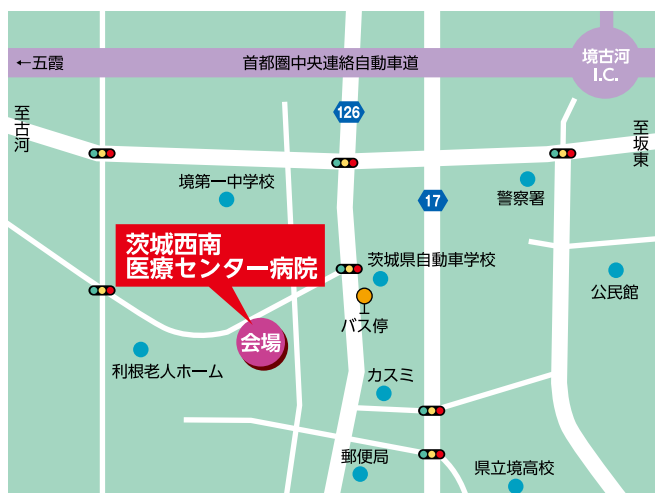 ←五霞
首都圏中央連絡自動車道
境古河
I.C.
至古河
126
至坂東
境第一中学校
警察署
17
茨城西南
医療センター病院
茨城県自動車学校
公民館
バス停
会場
利根老人ホーム
カスミ
郵便局
県立境高校